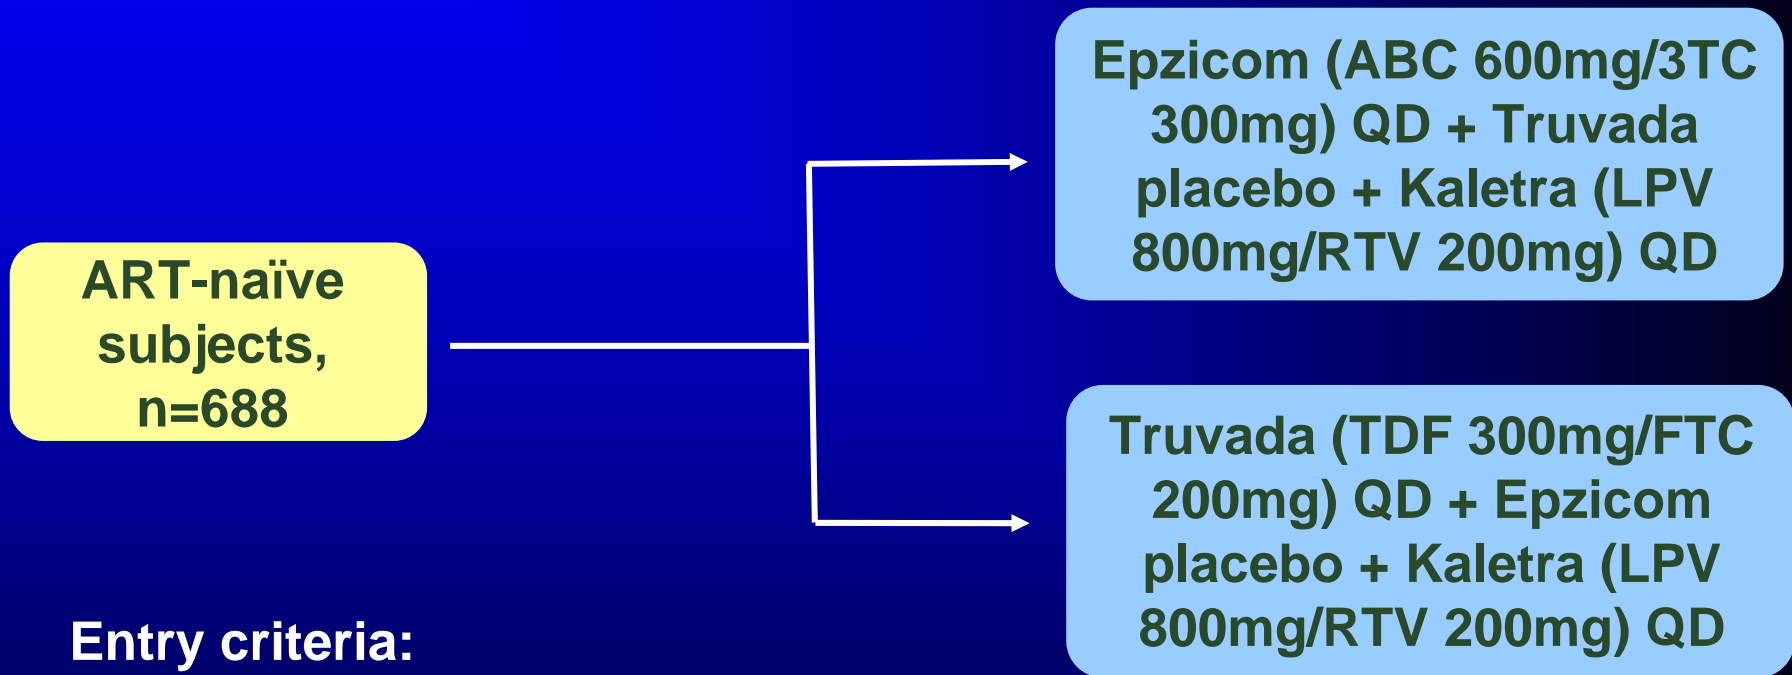 Epzicom (ABC 600mg/3TC
300mg) QD + Truvada
placebo + Kaletra (LPV
800mg/RTV 200mg) QD
ART-naïve
subjects,
n=688
Truvada (TDF 300mg/FTC
200mg) QD + Epzicom
placebo + Kaletra (LPV
800mg/RTV 200mg) QD
Entry criteria: